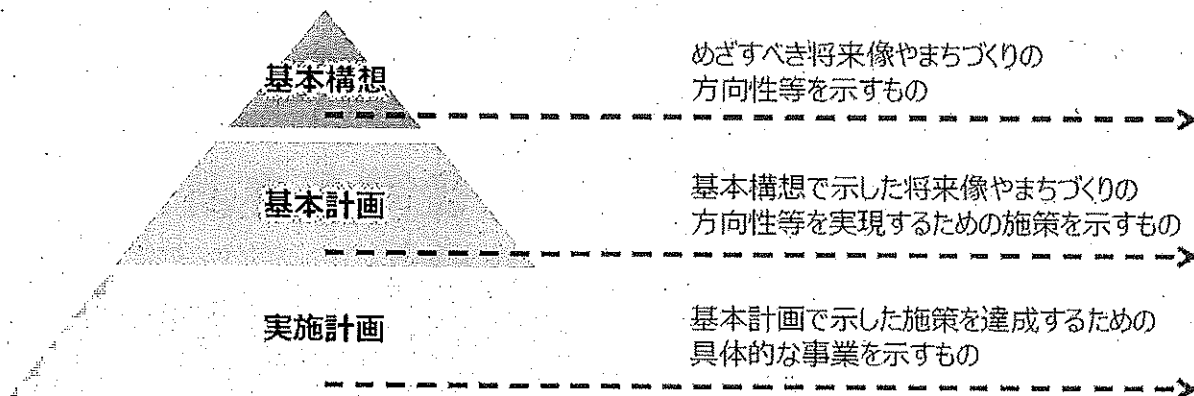 基本構想
めざすべき将来像やまちづくりの
方向性等を示すもの
基本計画
基本構想で示した将来像やまちづくりの
方向性等を実現するための施策を示すもの
実施計画
基本計画で示した施策を達成するための
具体的な事業を示すもの